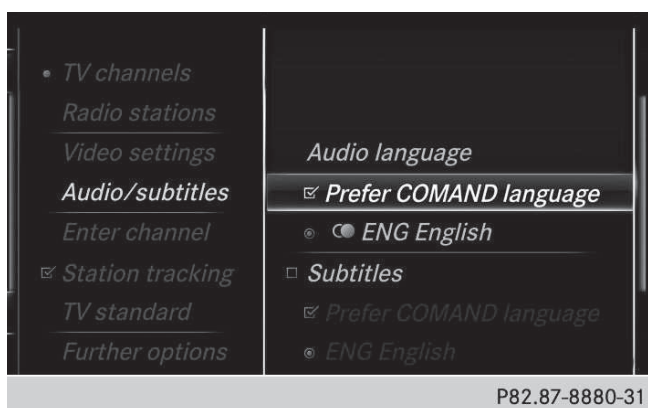 TV channels
Radio stations
Video settings
Audio/subtitles
Enter channel
Station tracking
TV standard
Further options
Audio language
Prefer COMAND language
ENG English
Subtitles
Prefer COMAND language
ENG English
P82.87-8880-31